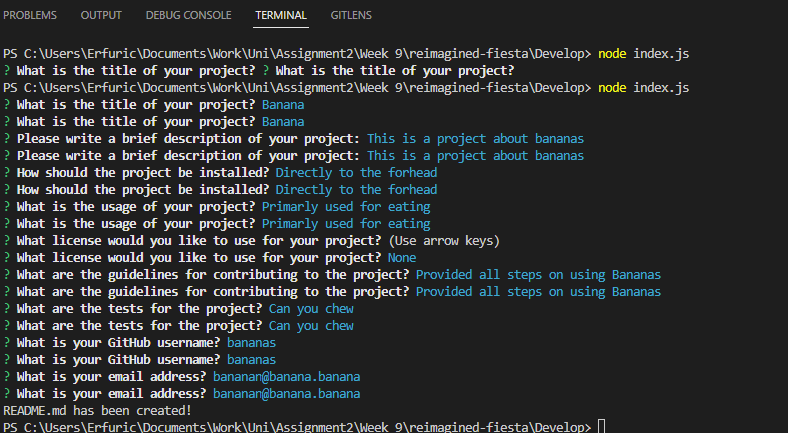 PROBLEMS OUTPUT DEBUG CONSOLE TERMINAL GITLENS
PS C:\Users\Erfuric\Documents\Work\Uni\Assignment2\Week 9\reimagined-fiesta\Develop> node index.js
? What is the title of your project? ? What is the title of your project?
PS C:\Users\Erfuric\Documents\Work\Uni\Assignment2\Week 9\reimagined-fiesta\Develop> node index.js
? What is the title of your project? Banana
? What is the title of your project? Banana
? Please write a brief description of your project: This is a project about bananas
? Please write a brief description of your project: This is a project about bananas
? How should the project be installed? Directly to the forhead
? How should the project be installed? Directly to the forhead
? What is the usage of your project? Primarly used for eating
? What is the usage of your project? Primarly used for eating
? What license would you like to use for your project? (Use arrow keys)
? What license would you like to use for your project? None
? What are the guidelines for contributing to the project? Provided all steps on using Bananas
? What are the guidelines for contributing to the project? Provided all steps on using Bananas
? What are the tests for the project? Can you chew
? What are the tests for the project? Can you chew
? What is your GitHub username? bananas
? What is your GitHub username? bananas
? What is your email address? bananan@banana.banana
? What is your email address? bananan@banana.banana
README.md has been created!
PS C:\Users\Erfuric\Documents\Work\Uni\Assignment2\Week 9\reimagined-fiesta\Develop>